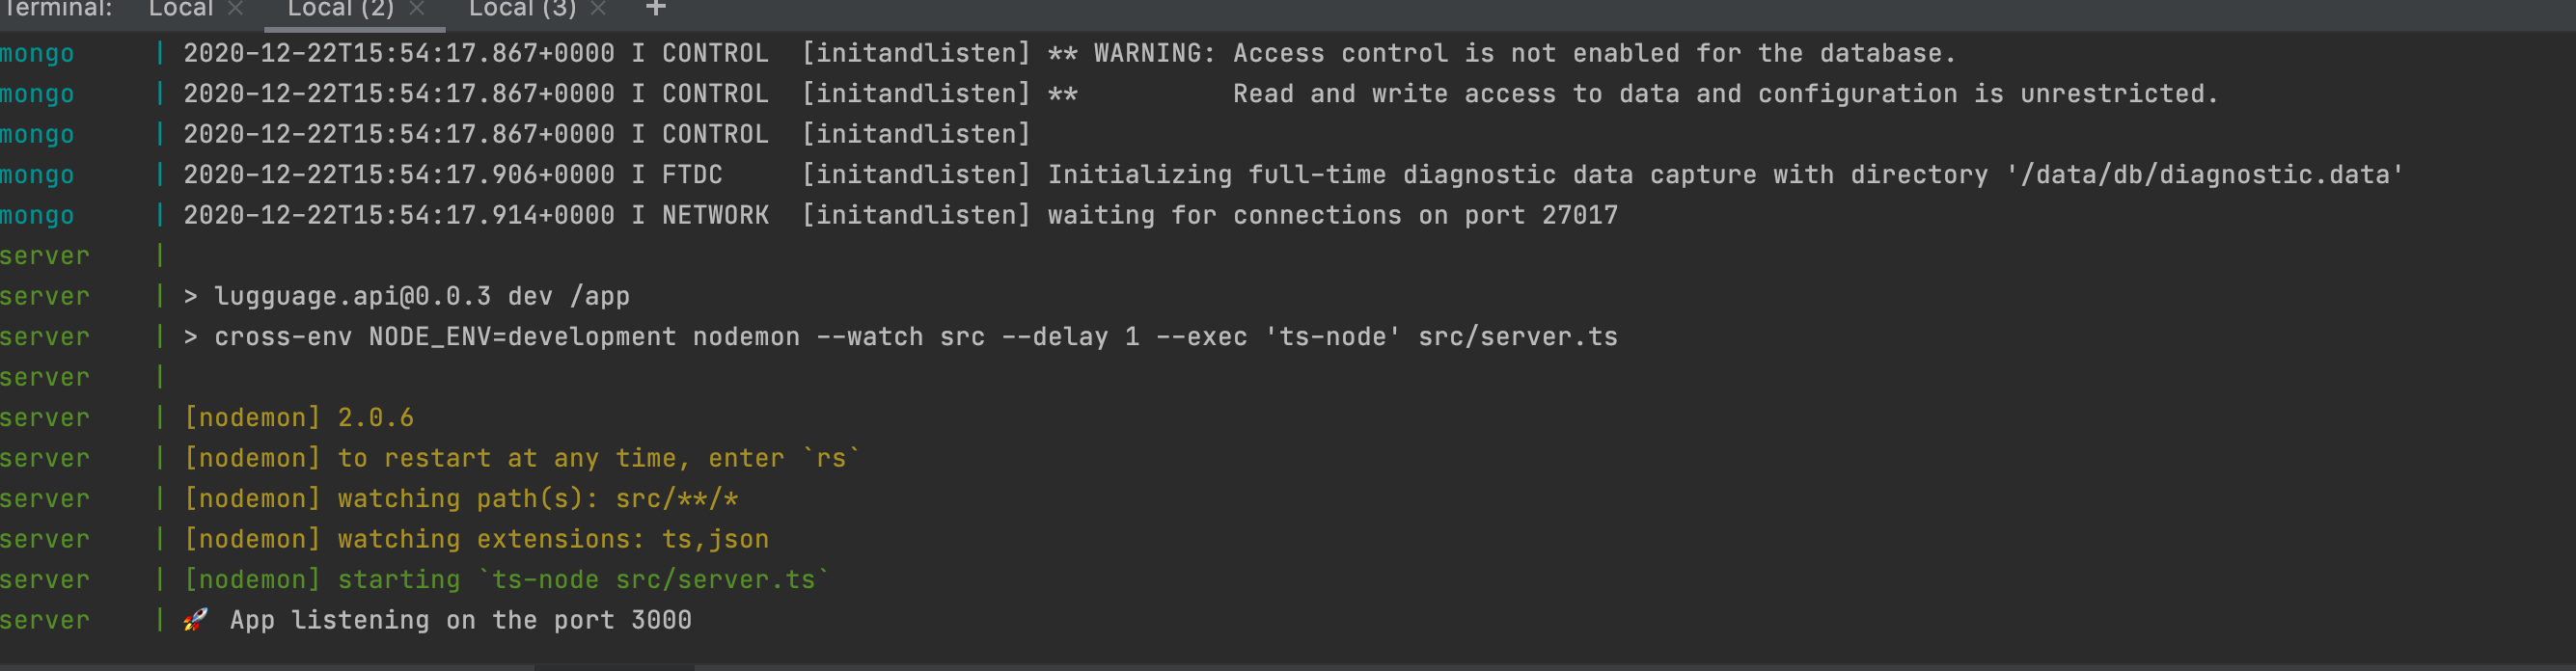 Terminal: Local × Local (2) × Local (3) × +
mongo | 2020-12-22T15:54:17.867+0000 I CONTROL  [initandlisten] ** WARNING: Access control is not enabled for the database.
mongo | 2020-12-22T15:54:17.867+0000 I CONTROL  [initandlisten] **          Read and write access to data and configuration is unrestricted.
mongo | 2020-12-22T15:54:17.867+0000 I CONTROL  [initandlisten]
mongo | 2020-12-22T15:54:17.906+0000 I FTDC     [initandlisten] Initializing full-time diagnostic data capture with directory '/data/db/diagnostic.data'
mongo | 2020-12-22T15:54:17.914+0000 I NETWORK  [initandlisten] waiting for connections on port 27017
server |
server | > lugguage.api@0.0.3 dev /app
server | > cross-env NODE_ENV=development nodemon --watch src --delay 1 --exec 'ts-node' src/server.ts
server |
server | [nodemon] 2.0.6
server | [nodemon] to restart at any time, enter `rs`
server | [nodemon] watching path(s): src/**/*
server | [nodemon] watching extensions: ts,json
server | [nodemon] starting `ts-node src/server.ts`
server | 🚀 App listening on the port 3000